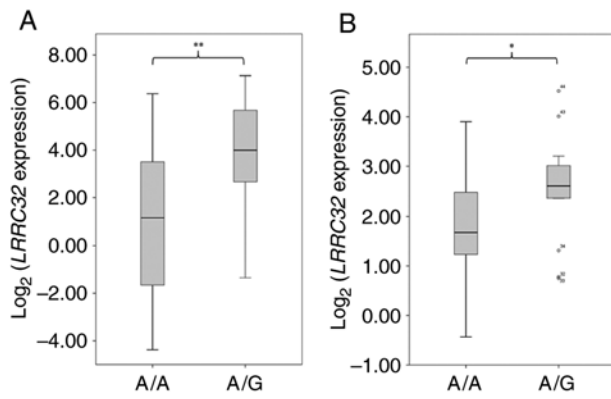 A
Log2 (LRRC32 expression)
8.00
6.00
4.00
2.00
0.00
−2.00
−4.00
**
A/A
A/G
B
Log2 (LRRC32 expression)
5.00
4.00
3.00
2.00
1.00
0.00
−1.00
*
A/A
A/G